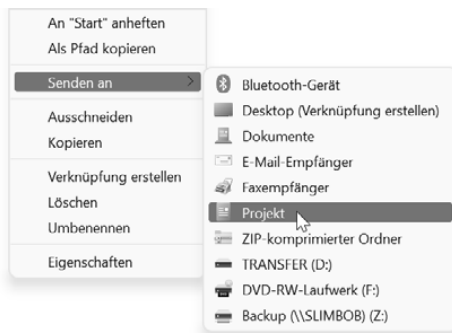 An "Start" anheften
Als Pfad kopieren
Senden an
Ausschneiden
Kopieren
Verknüpfung erstellen
Löschen
Umbenennen
Eigenschaften
Bluetooth-Gerät
Desktop (Verknüpfung erstellen)
Dokumente
E-Mail-Empfänger
Faxempfänger
Projekt
ZIP-komprimierter Ordner
TRANSFER (D:)
DVD-RW-Laufwerk (F:)
Backup (\\SLIMBOB) (Z:)